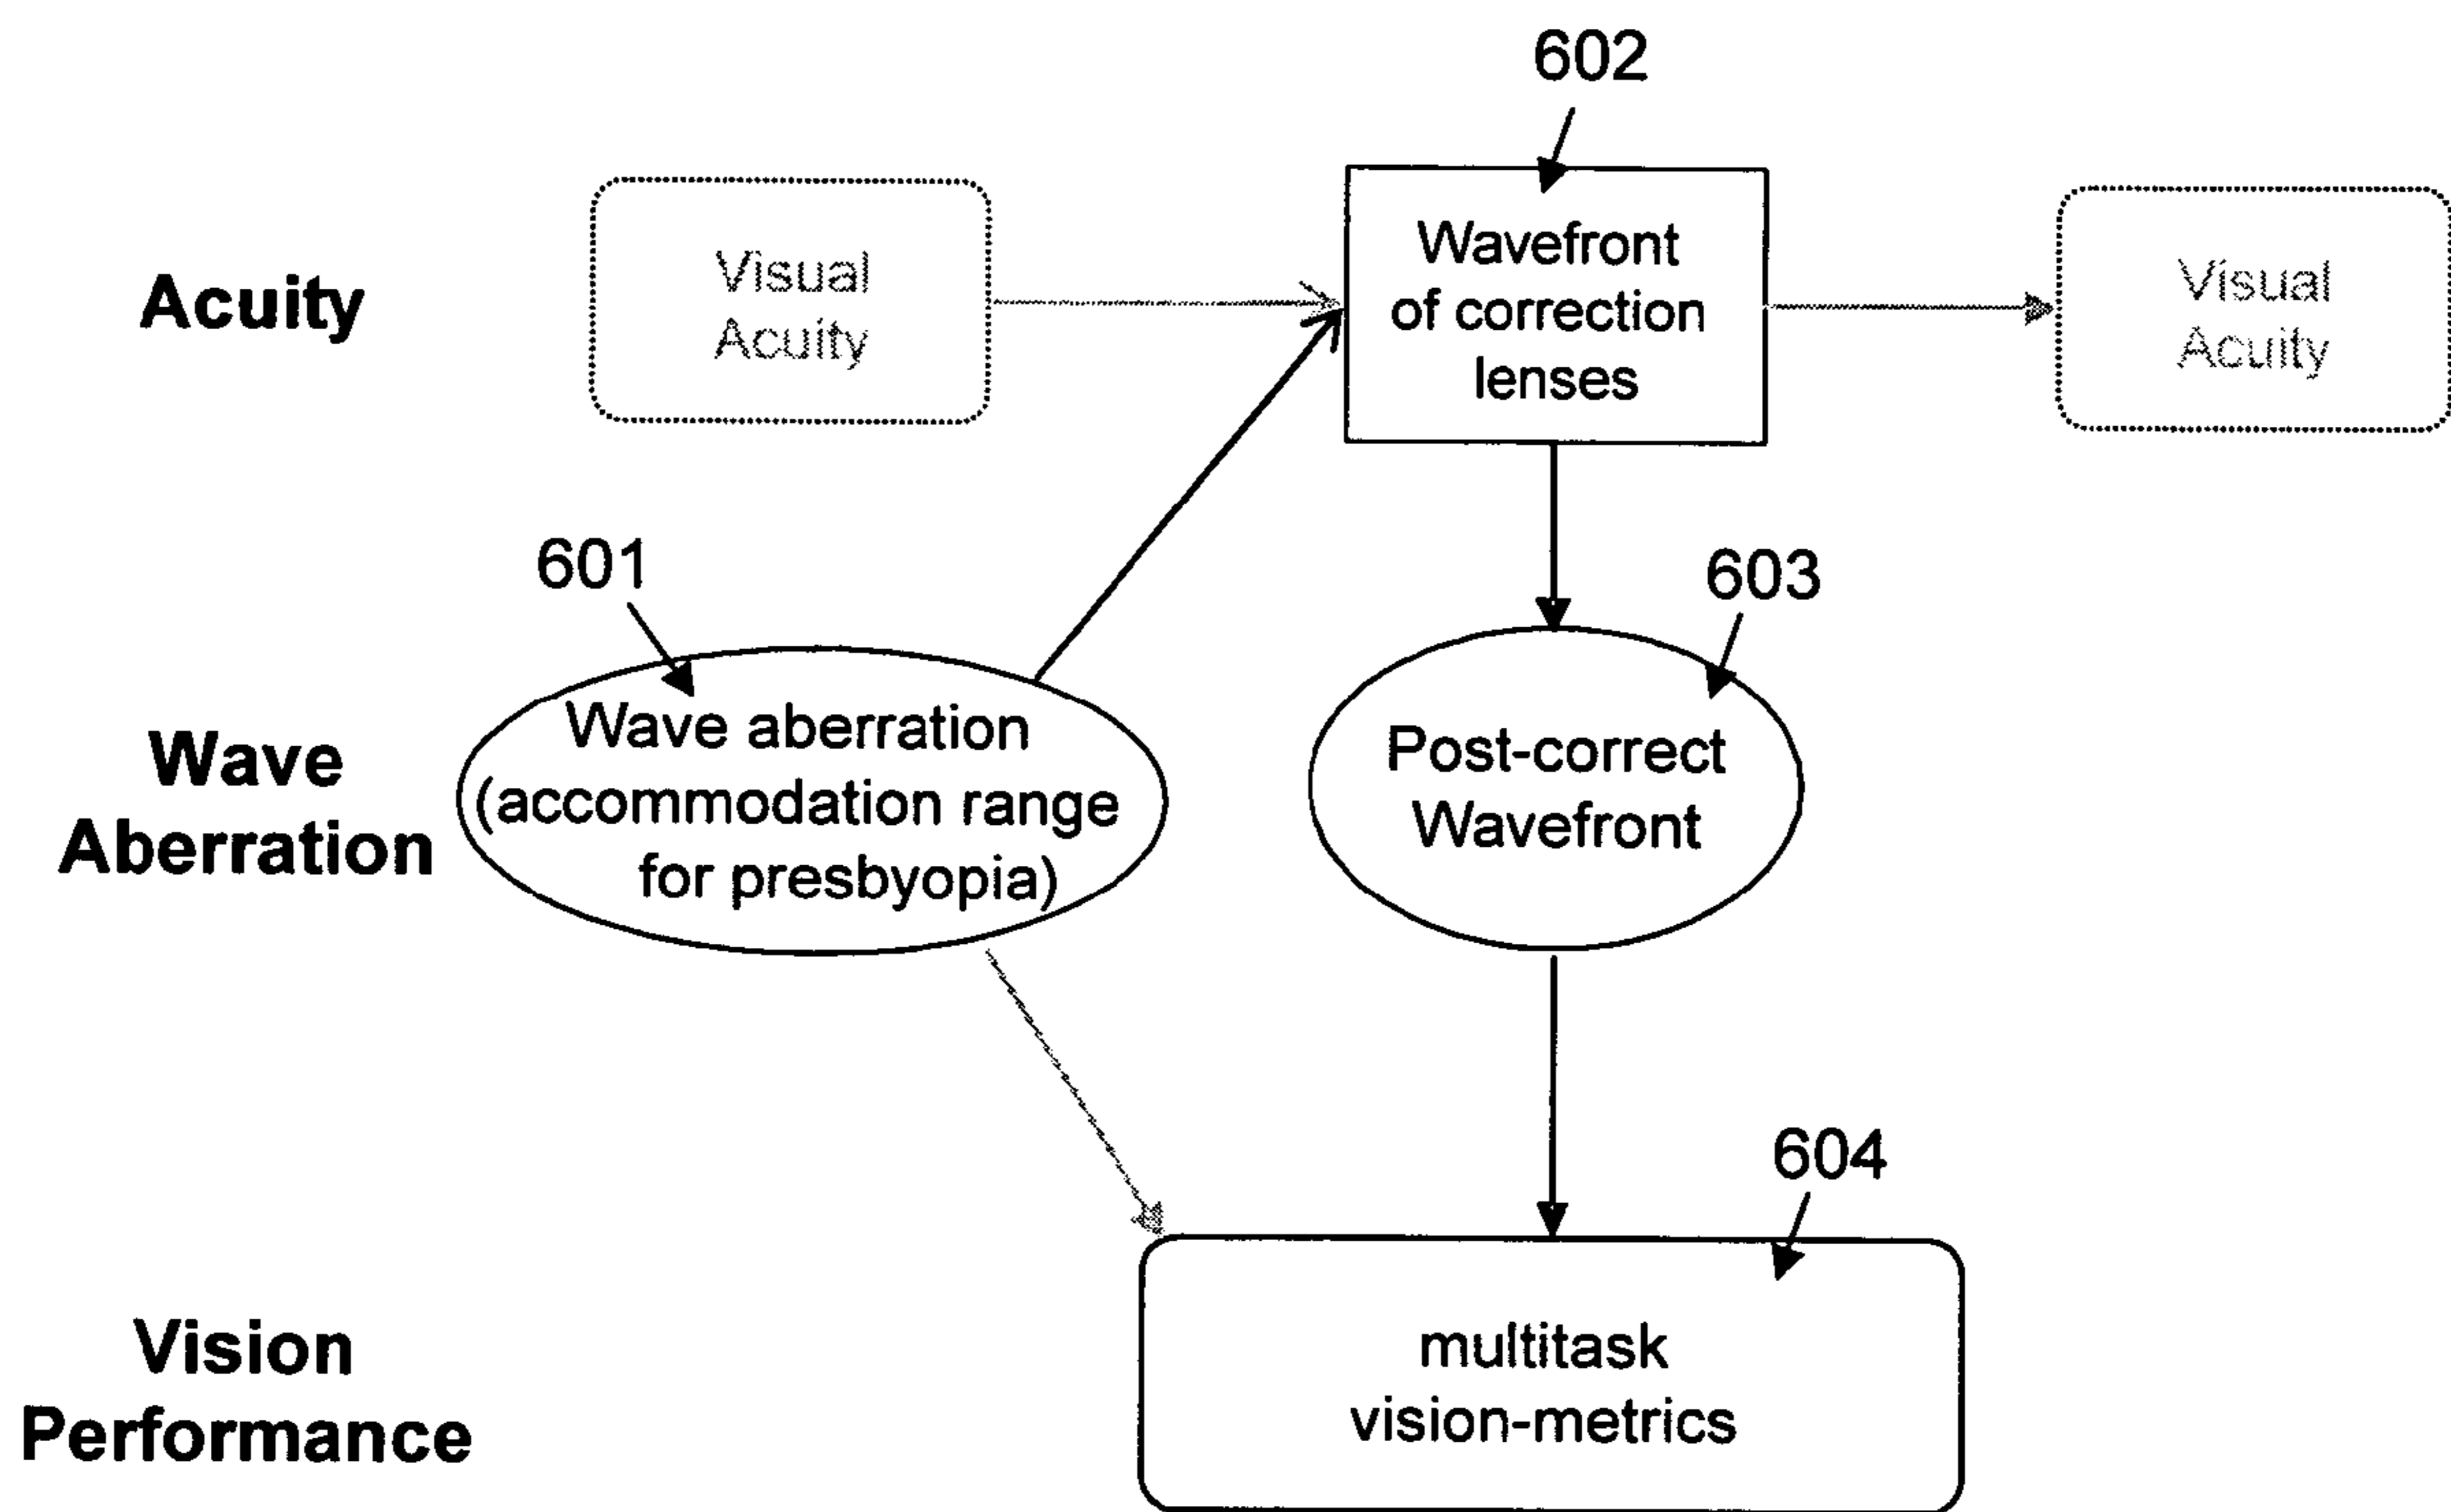 602
Acuity
Visual
Acuity
Wavefront
of correction
lenses
Visual
Acuity
601
603
Wave
Aberration
Wave aberration
(accommodation range
for presbyopia)
Post-correct
Wavefront
604
Vision
Performance
multitask
vision-metrics